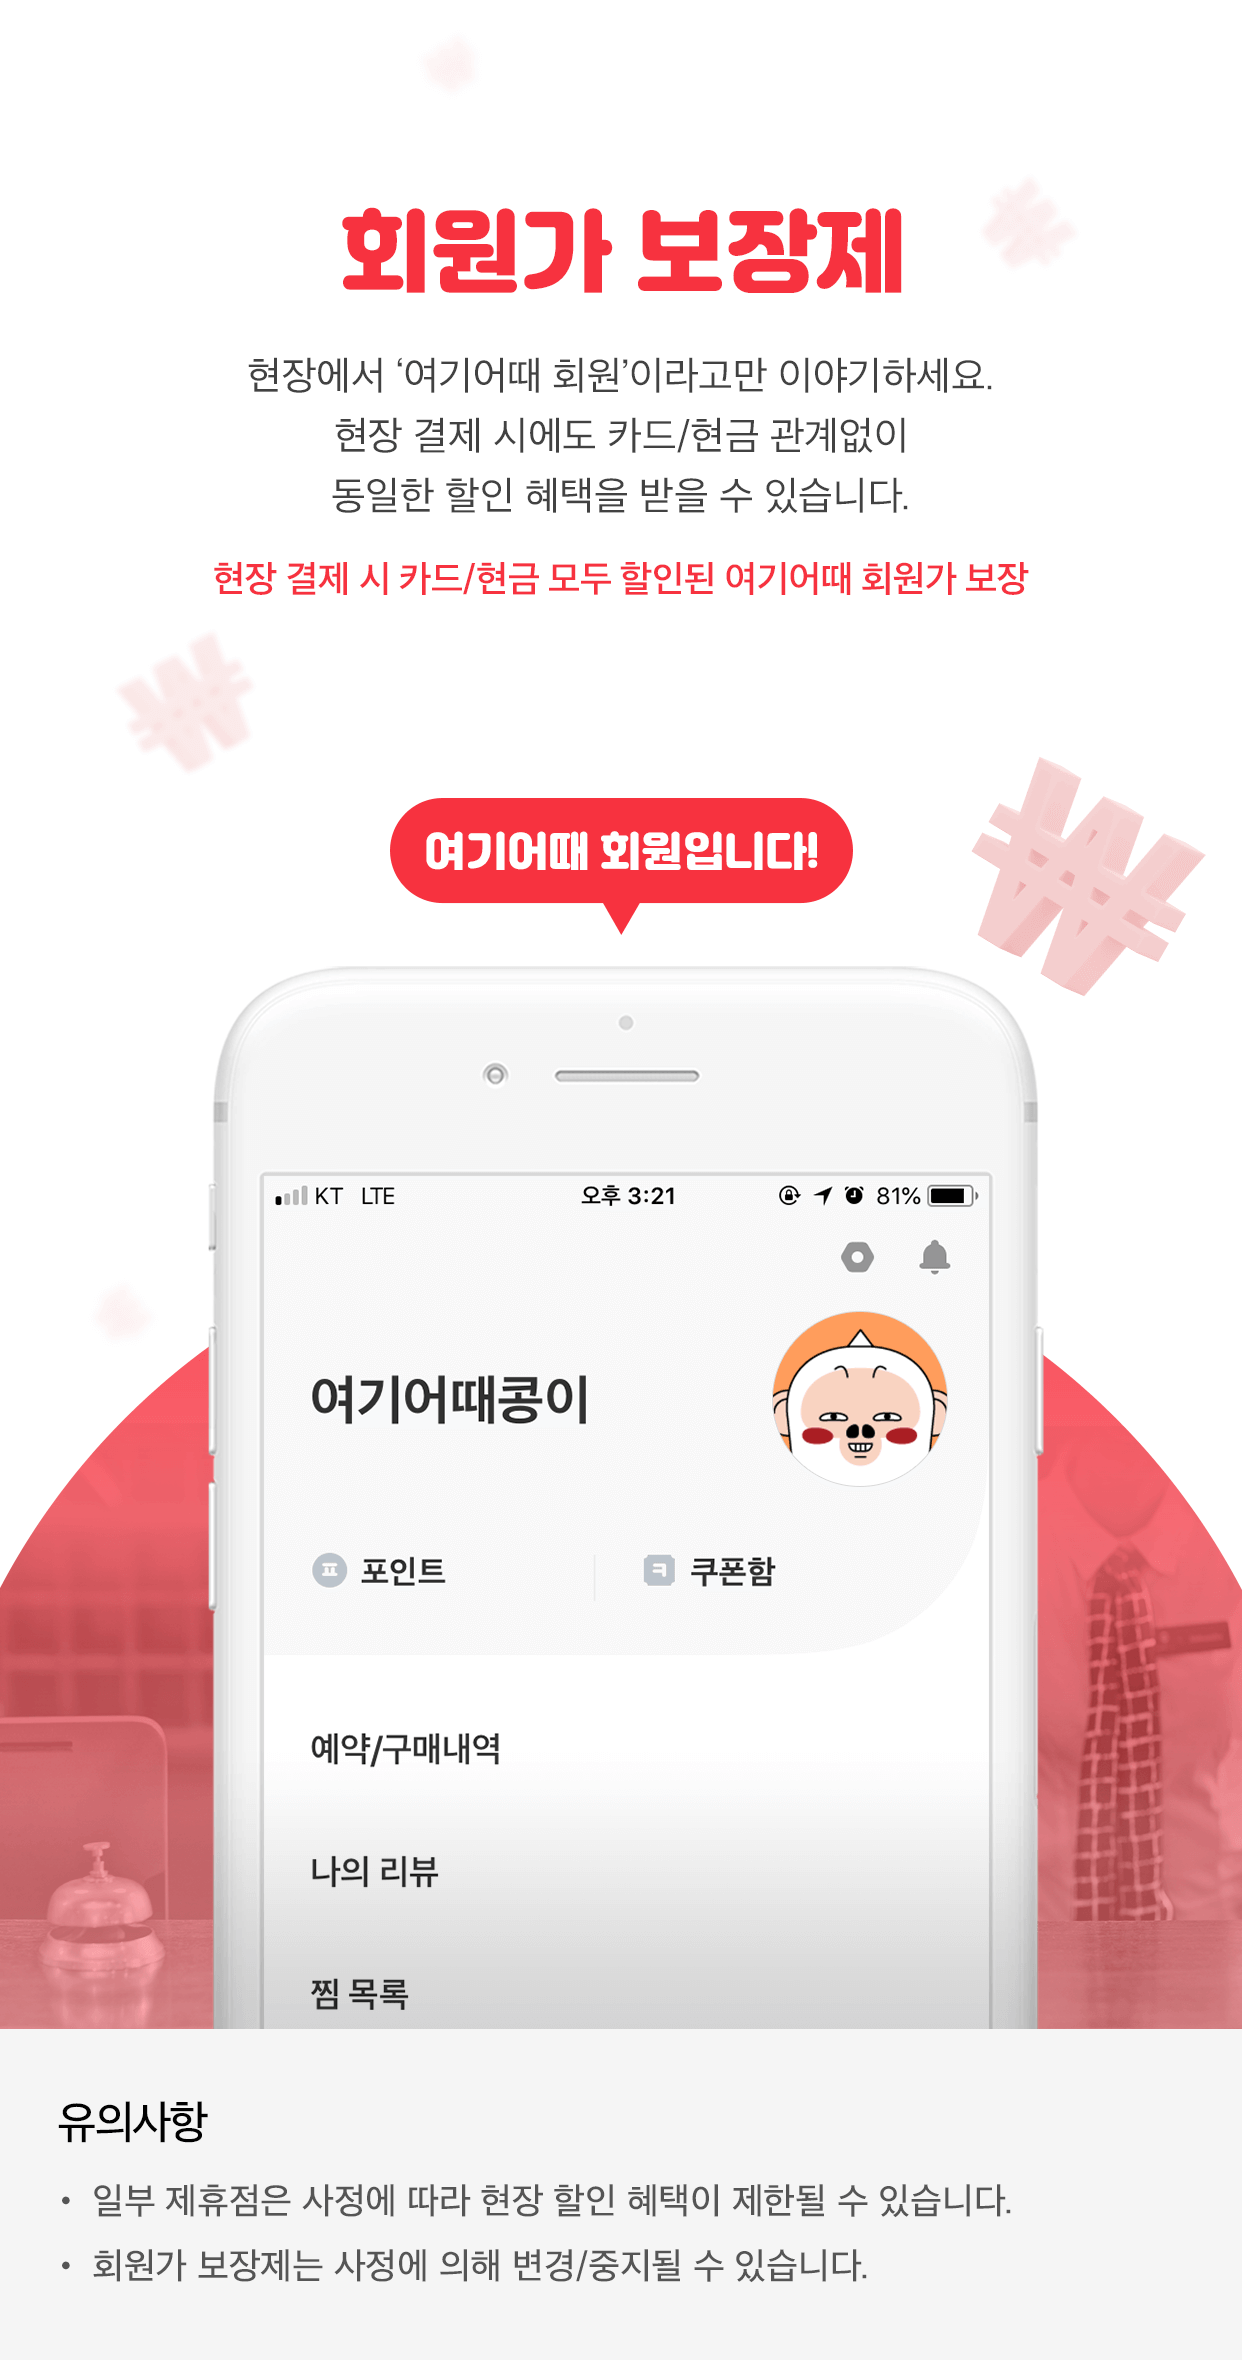 회원가 보장제
현장에서 ‘여기어때 회원’이라고만 이야기하세요.
현장 결제 시에도 카드/현금 관계없이
동일한 할인 혜택을 받을 수 있습니다.
현장 결제 시 카드/현금 모두 할인된 여기어때 회원가 보장
여기어때 회원입니다!
KT LTE 오후 3:21 81%
여기어때콩이
ㅍ 포인트 ㅋ 쿠폰함
예약/구매내역
나의 리뷰
찜 목록
유의사항
• 일부 제휴점은 사정에 따라 현장 할인 혜택이 제한될 수 있습니다.
• 회원가 보장제는 사정에 의해 변경/중지될 수 있습니다.